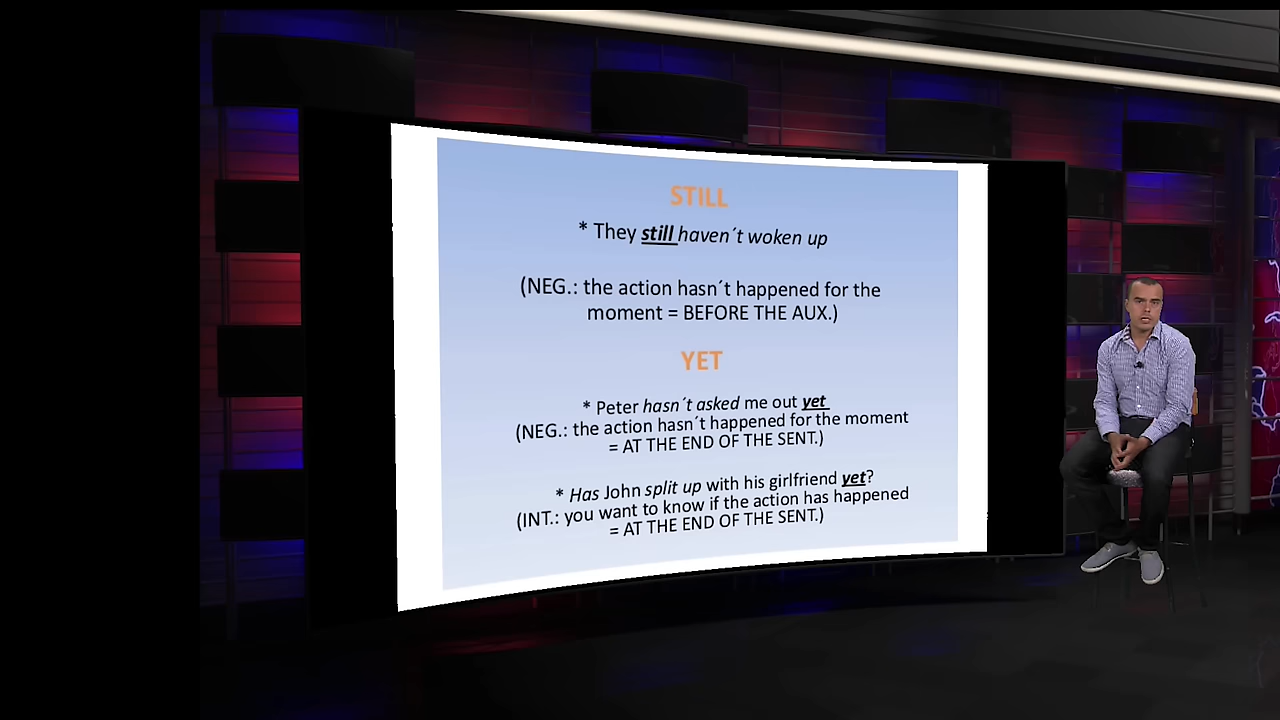 STILL
* They still haven´t woken up
(NEG.: the action hasn´t happened for the
moment = BEFORE THE AUX.)
YET
* Peter hasn´t asked me out yet
(NEG.: the action hasn´t happened for the moment
= AT THE END OF THE SENT.)
* Has John split up with his girlfriend yet?
(INT.: you want to know if the action has happened
= AT THE END OF THE SENT.)